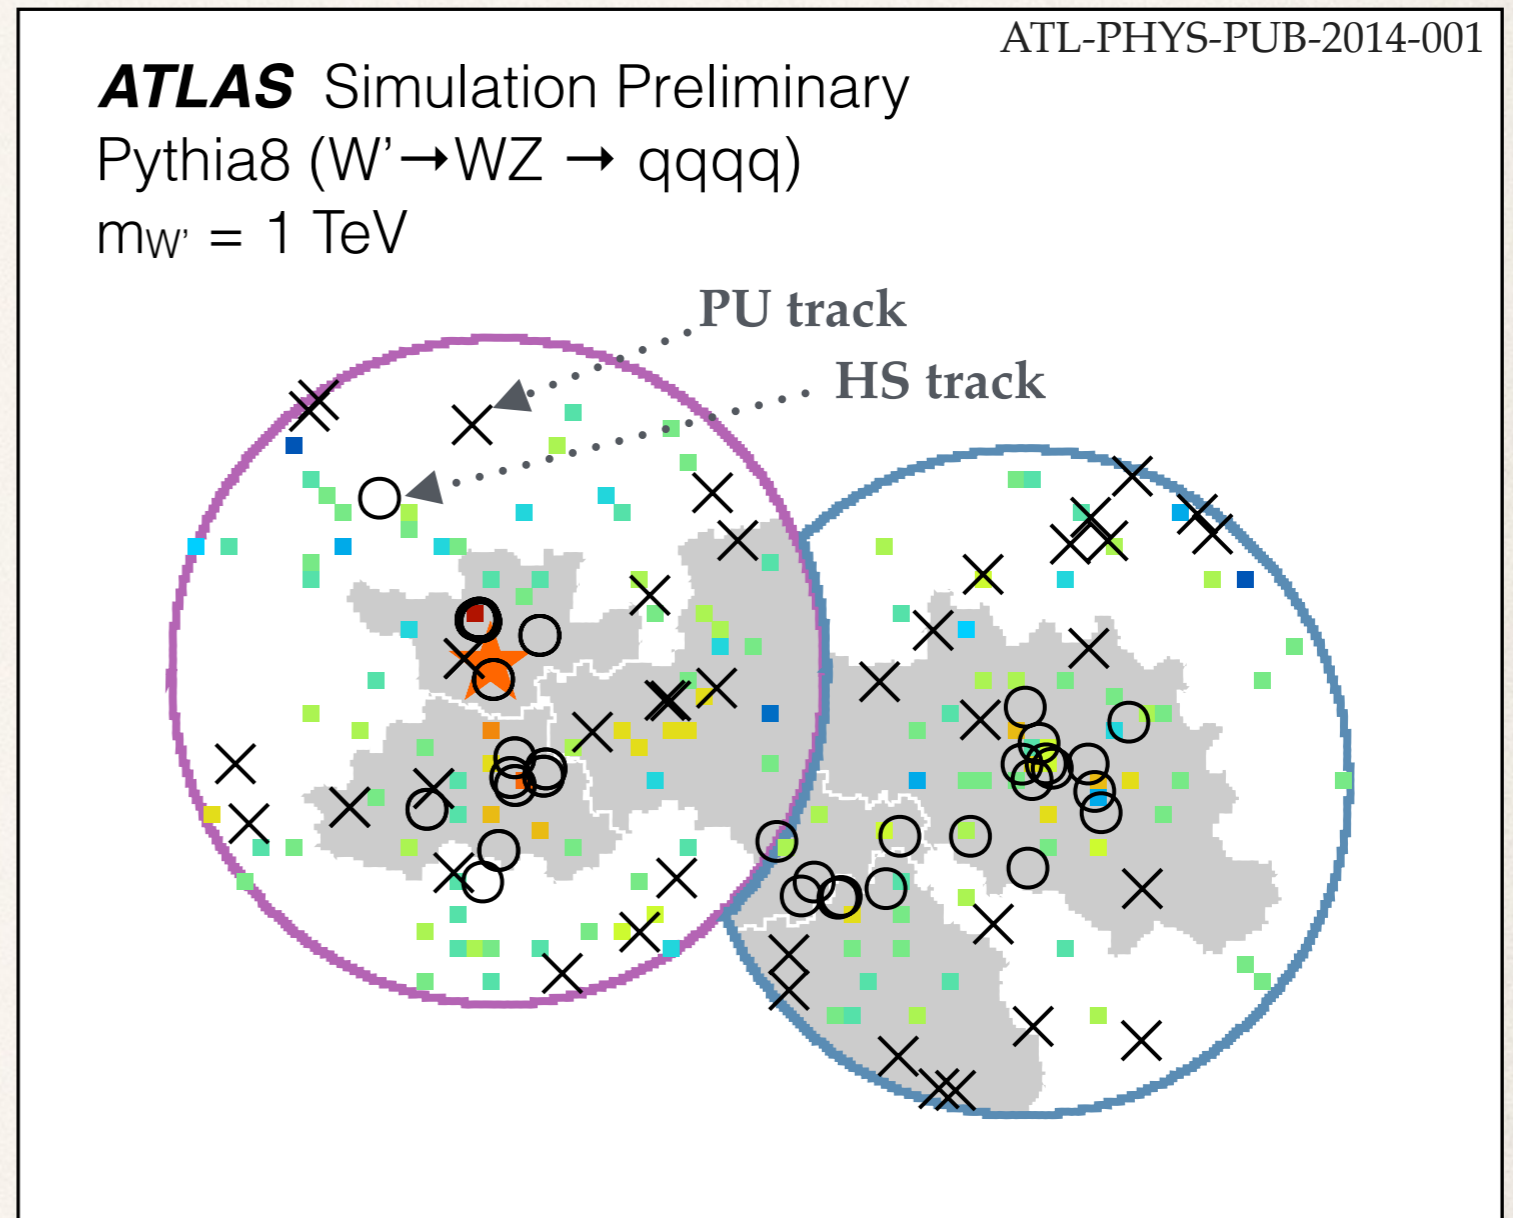 ATL-PHYS-PUB-2014-001
ATLAS Simulation Preliminary
Pythia8 (W’→WZ → qqqq)
mW’ = 1 TeV
PU track
HS track